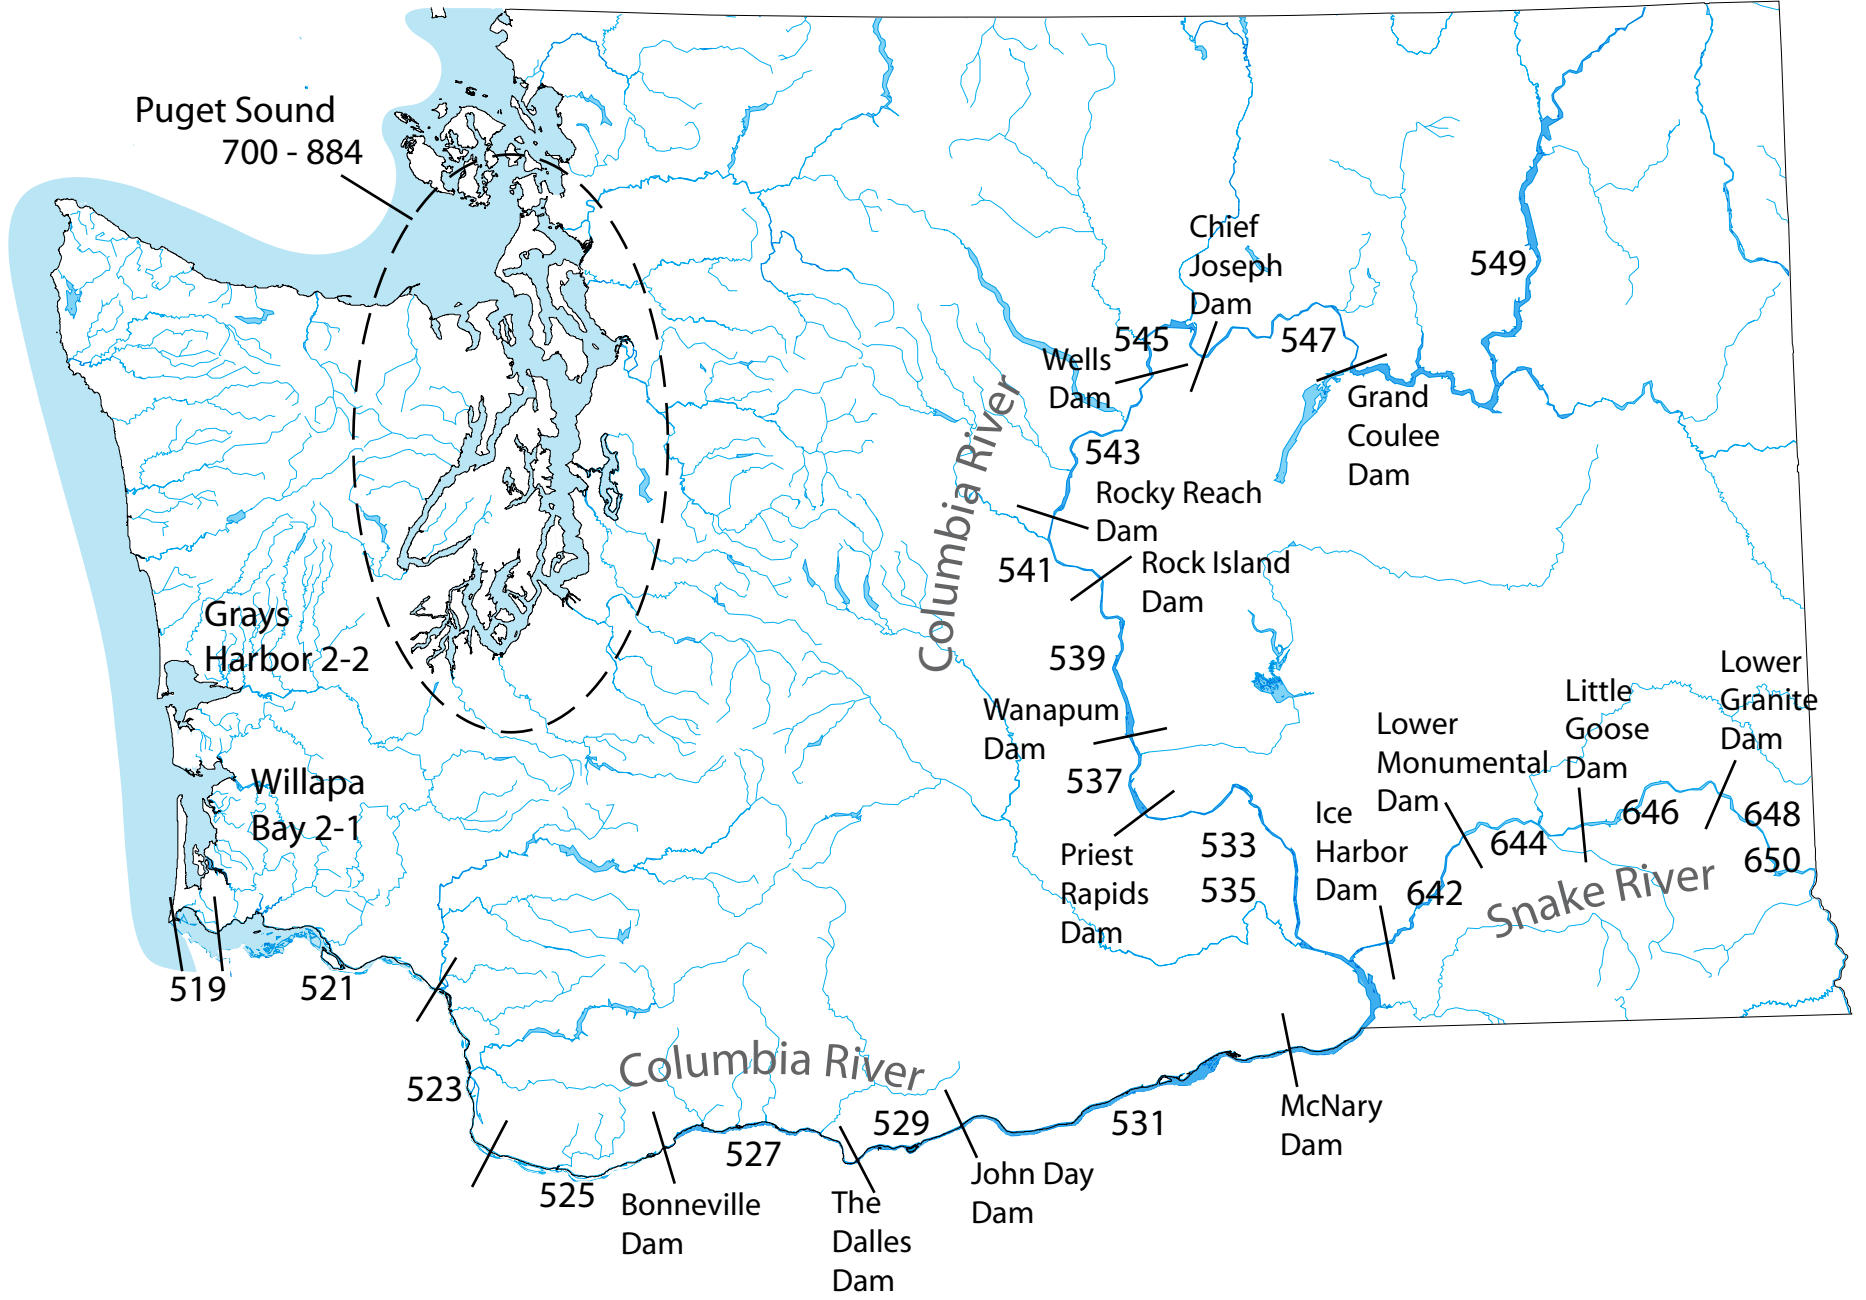 Puget Sound
700 - 884
Chief
Joseph
Dam
549
545
547
Wells
Dam
Grand
Coulee
Dam
Columbia River
543
Rocky Reach
Dam
541
Rock Island
Dam
Grays
Harbor 2-2
539
Wanapum
Dam
537
Lower
Granite
Dam
Little
Goose
Dam
Lower
Monumental
Dam
Willapa
Bay 2-1
Ice
Harbor
Dam
646
648
650
644
642
Snake River
Priest
Rapids
Dam
533
535
519
521
523
Columbia River
525
Bonneville
Dam
527
The
Dalles
Dam
529
John Day
Dam
531
McNary
Dam